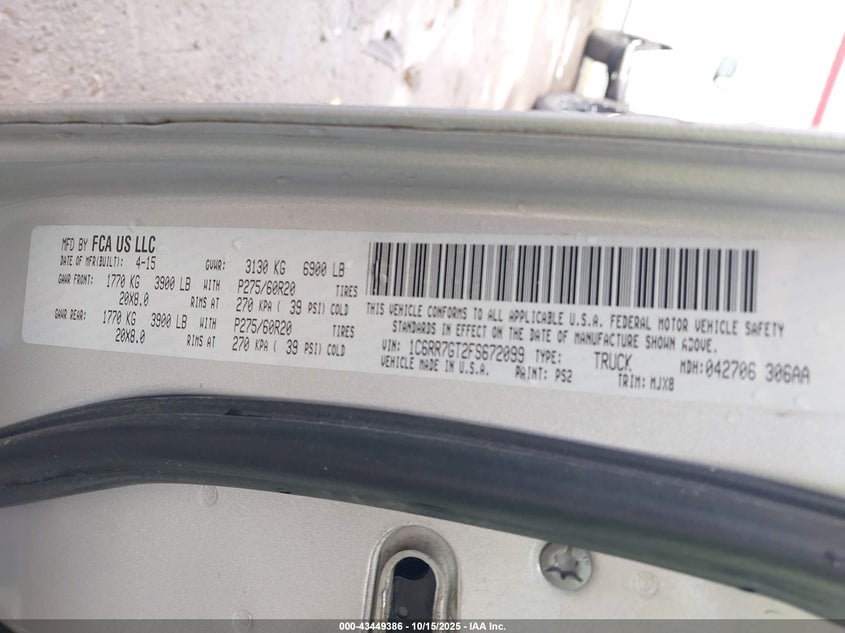 MFD BY FCA US LLC
DATE OF MFR(BUILT): 4-15 GVWR: 3130 KG 6900 LB
GAWR FRONT: 1770 KG 3900 LB WITH P275/60R20 TIRES
20X8.0 RIMS AT 270 KPA ( 39 PSI) COLD
GAWR REAR: 1770 KG 3900 LB WITH P275/60R20 TIRES
20X8.0 RIMS AT 270 KPA ( 39 PSI) COLD
THIS VEHICLE CONFORMS TO ALL APPLICABLE U.S.A. FEDERAL MOTOR VEHICLE SAFETY
STANDARDS IN EFFECT ON THE DATE OF MANUFACTURE SHOWN ABOVE.
VIN: 1C6RR7GT2FS672099 TYPE: TRUCK MDH: 042706 306AA
VEHICLE MADE IN U.S.A. PAINT: PS2 TRIM: MJX8
000-43449386 - 10/15/2025 - IAA Inc.